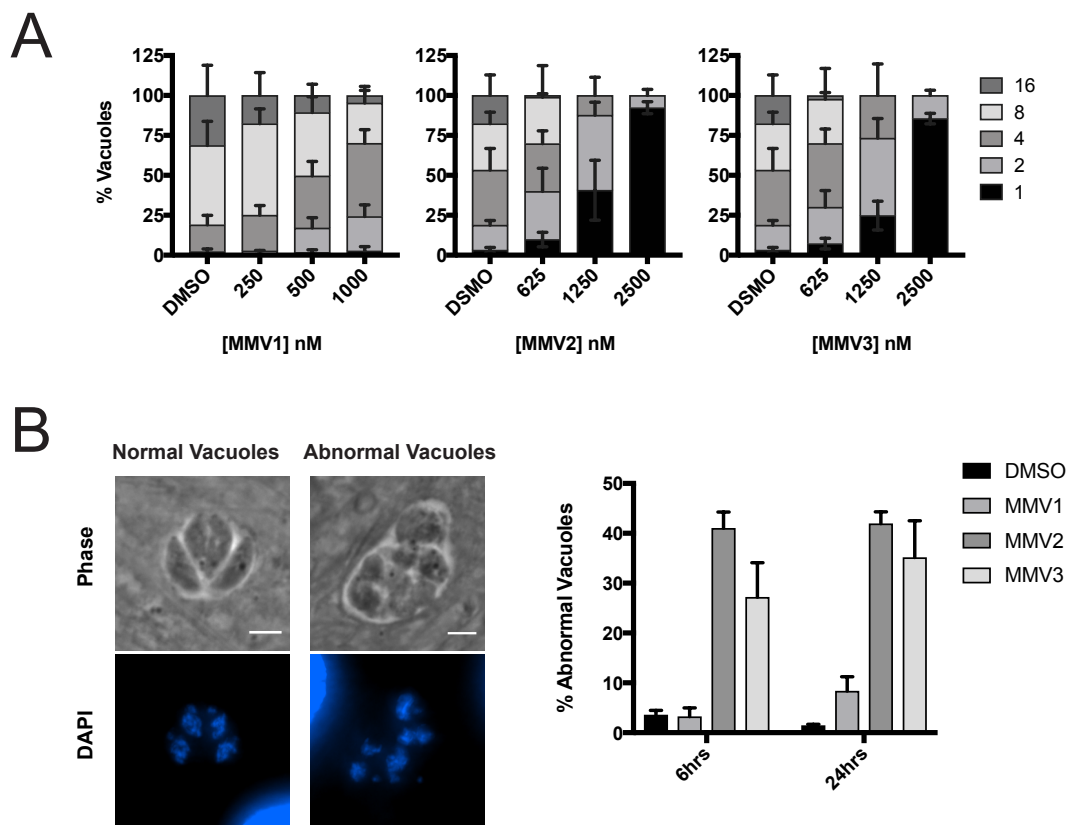 A
% Vacuoles
125
100
75
50
25
0
DMSO
250
500
1000
[MMV1] nM
125
100
75
50
25
0
DSMO
625
1250
2500
[MMV2] nM
125
100
75
50
25
0
DSMO
625
1250
2500
[MMV3] nM
16
8
4
2
1
B
Normal Vacuoles
Abnormal Vacuoles
Phase
DAPI
% Abnormal Vacuoles
50
40
30
20
10
0
6hrs
24hrs
DMSO
MMV1
MMV2
MMV3